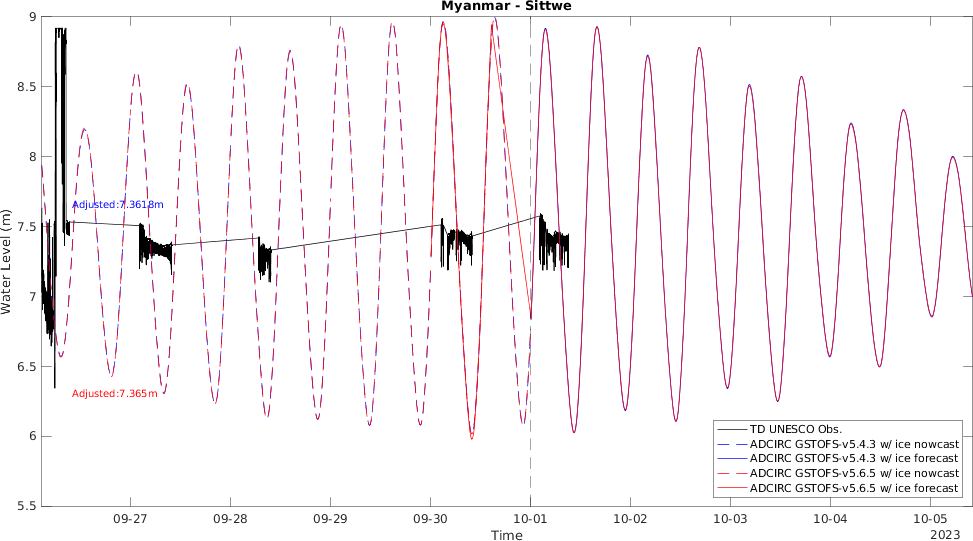 Myanmar - Sittwe
Water Level (m)
9
8.5
8
7.5
7
6.5
6
5.5
Adjusted:7.3618m
Adjusted:7.365m
TD UNESCO Obs.
ADCIRC GSTOFS-v5.4.3 w/ ice nowcast
ADCIRC GSTOFS-v5.4.3 w/ ice forecast
ADCIRC GSTOFS-v5.6.5 w/ ice nowcast
ADCIRC GSTOFS-v5.6.5 w/ ice forecast
09-27 09-28 09-29 09-30 10-01 10-02 10-03 10-04 10-05
Time
2023